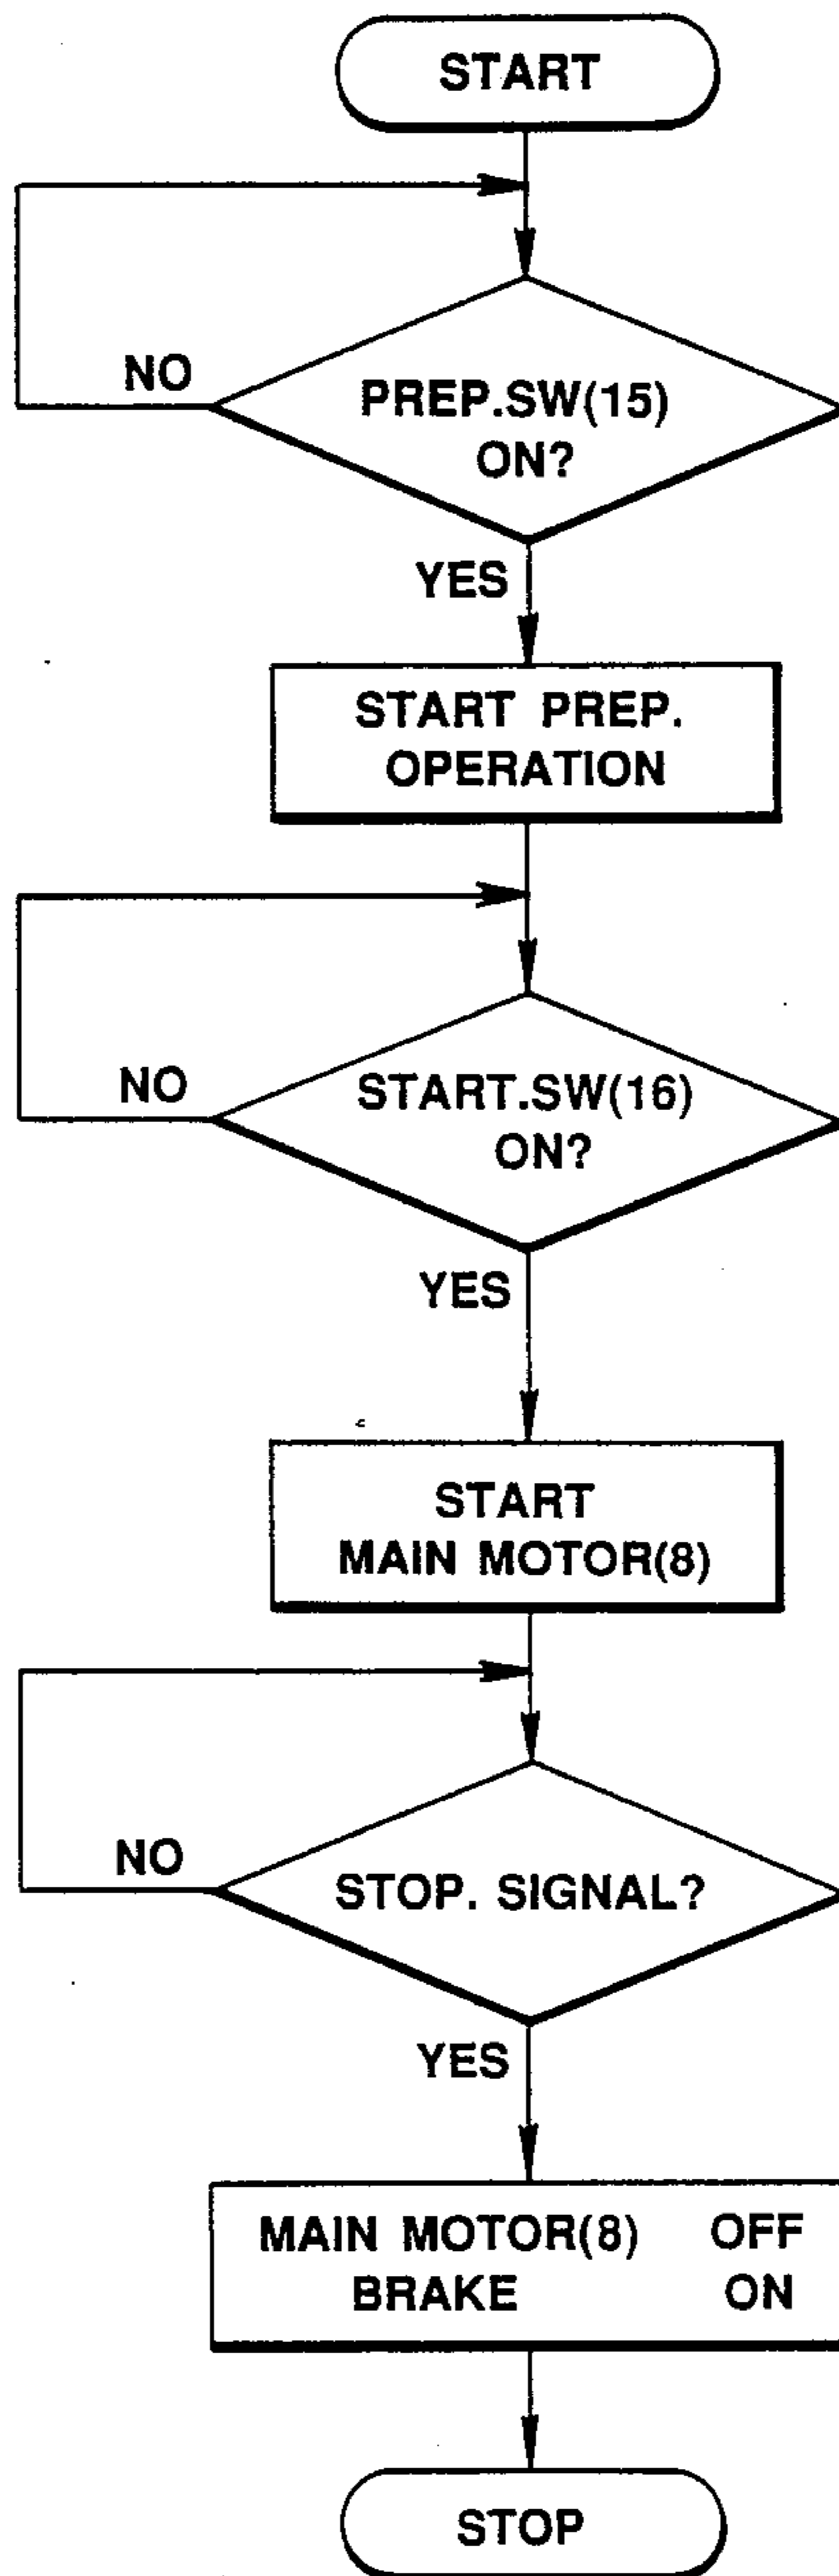 START
NO
PREP.SW(15)
ON?
YES
START PREP.
OPERATION
NO
START.SW(16)
ON?
YES
START
MAIN MOTOR(8)
NO
STOP. SIGNAL?
YES
MAIN MOTOR(8) OFF
BRAKE ON
STOP